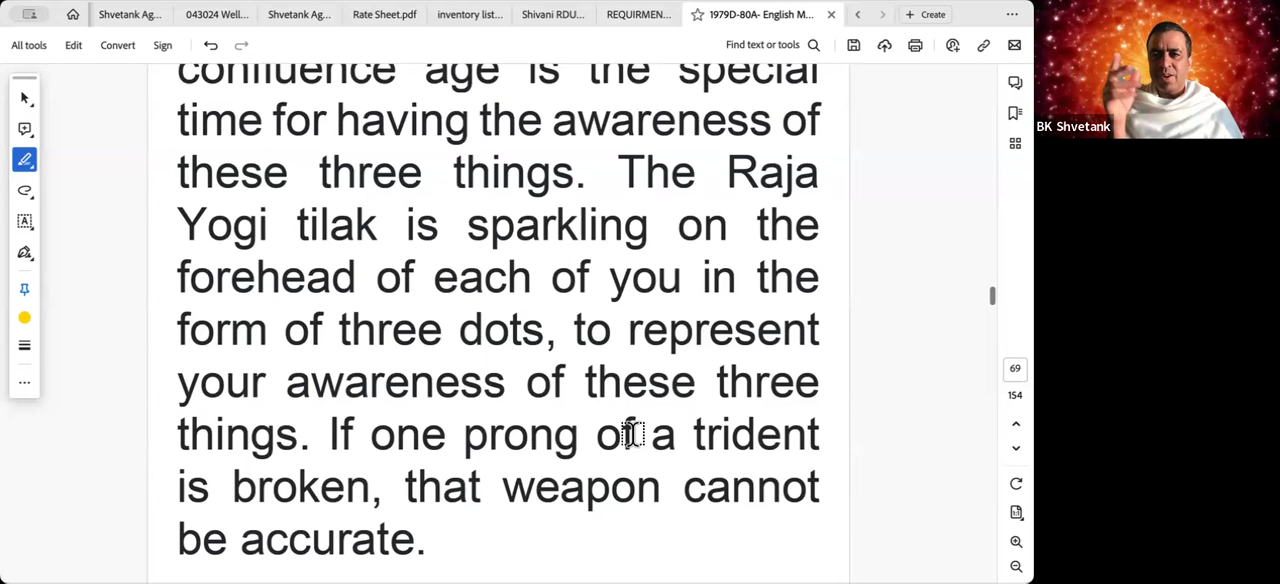 Shvetank Ag...
043024 Well...
Shvetank Ag...
Rate Sheet.pdf
inventory list...
Shivani RDU...
REQUIRMEN...
1979D-80A- English M...
Create
All tools
Edit
Convert
Sign
Find text or tools
BK Shvetank
confluence age is the special
time for having the awareness of
these three things. The Raja
Yogi tilak is sparkling on the
forehead of each of you in the
form of three dots, to represent
your awareness of these three
things. If one prong of a trident
is broken, that weapon cannot
be accurate.
69
154